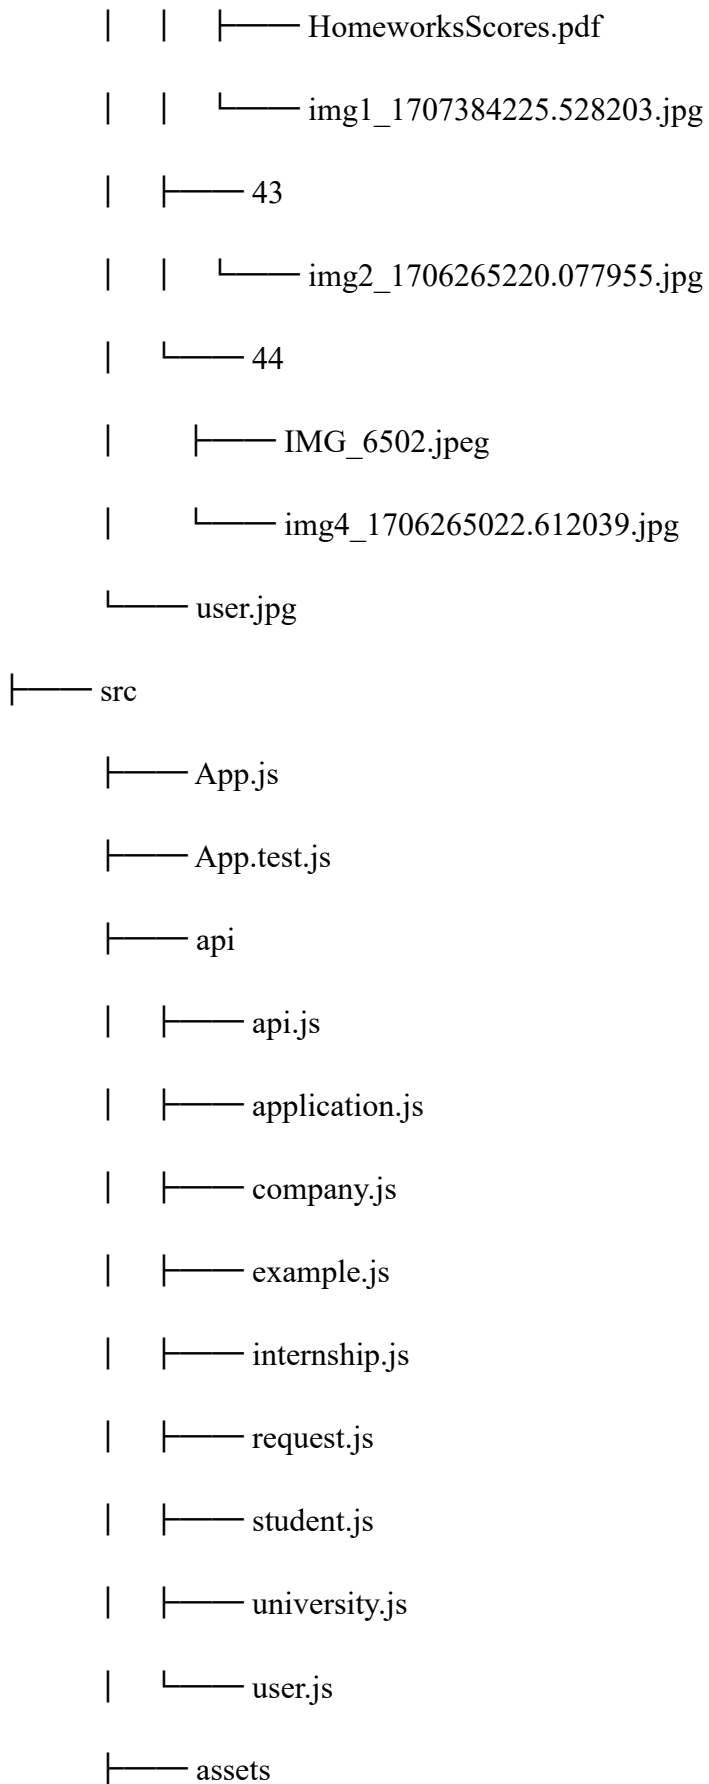 │   │   ├── HomeworksScores.pdf
│   │   └── img1_1707384225.528203.jpg
│   ├── 43
│   │   └── img2_1706265220.077955.jpg
│   └── 44
│       ├── IMG_6502.jpeg
│       └── img4_1706265022.612039.jpg
└── user.jpg
├── src
├── App.js
├── App.test.js
├── api
│   ├── api.js
│   ├── application.js
│   ├── company.js
│   ├── example.js
│   ├── internship.js
│   ├── request.js
│   ├── student.js
│   ├── university.js
│   └── user.js
├── assets